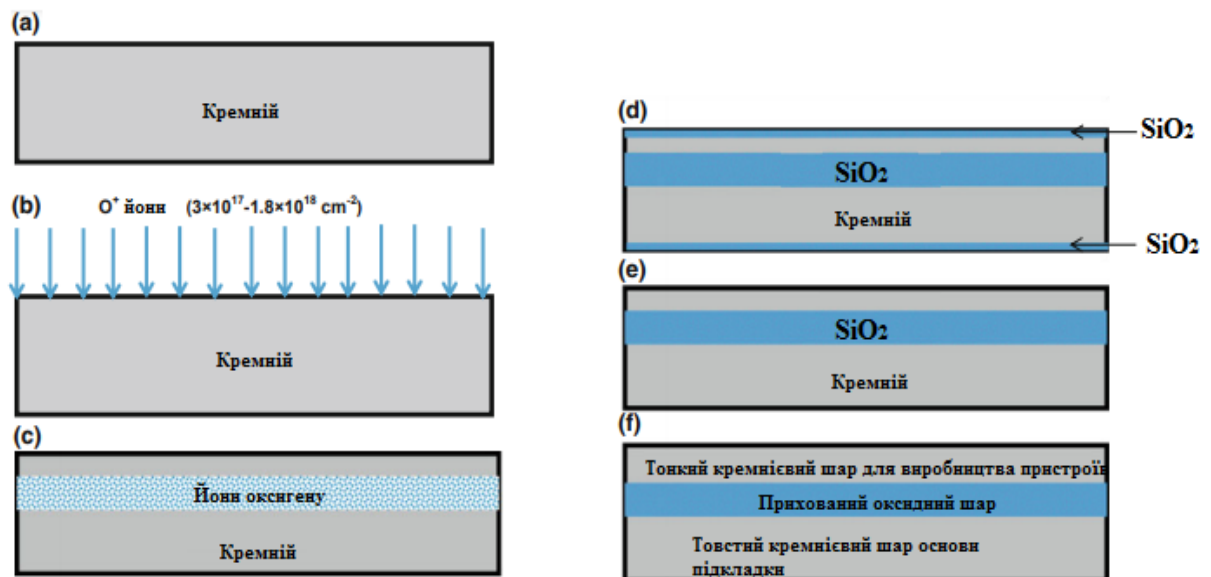 (a)
Кремній
(b)
O⁺ йони (3×10¹⁷-1.8×10¹⁸ cm⁻²)
Кремній
(c)
Йони оксигену
Кремній
(d)
SiO₂
SiO₂
Кремній
SiO₂
(e)
SiO₂
Кремній
(f)
Тонкий кремнієвий шар для виробництва пристроїв
Прихований оксидний шар
Товстий кремнієвий шар основи
підкладки